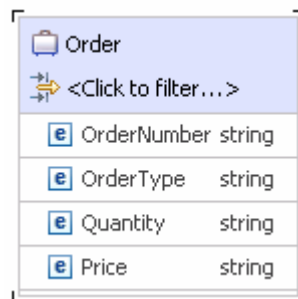 Order
<Click to filter...>
e OrderNumber string
e OrderType string
e Quantity string
e Price string